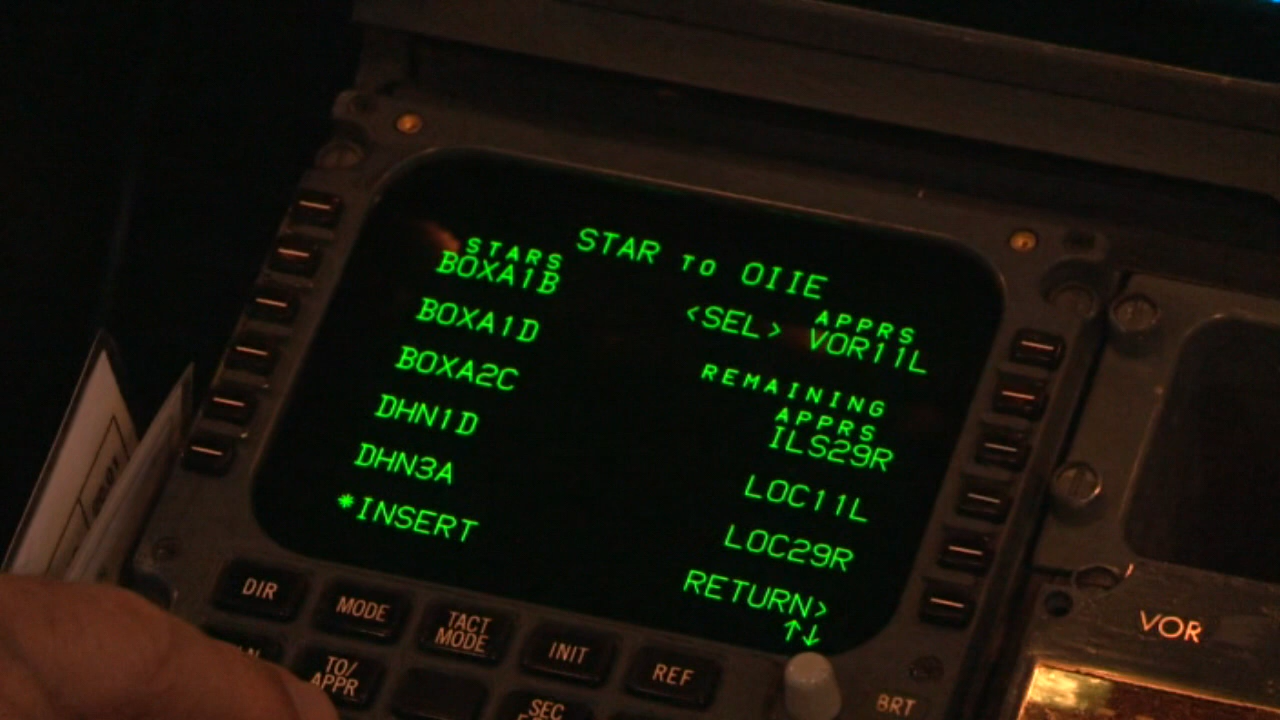 STAR TO OIIE
STARS
BOXA1B
APPRS
<SEL> VOR11L
BOXA1D
REMAINING
APPRS
BOXA2C
ILS29R
DHN1D
LOC11L
DHN3A
LOC29R
*INSERT
RETURN>
↑↓
DIR
MODE
TACT
MODE
INIT
REF
TO/
APPR
SEC
BRT
VOR